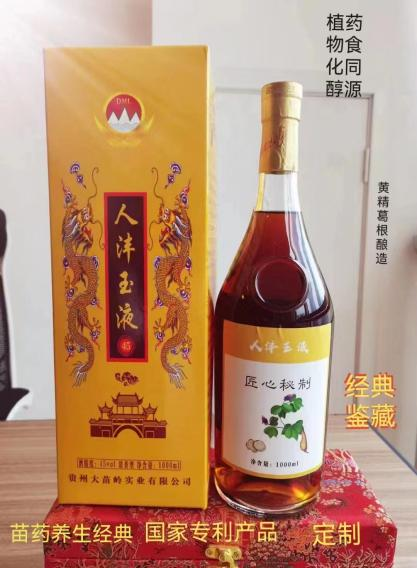 药食同源
植物化醇
黄精葛根酿造
经典
鉴藏
DML
人沣玉液
45
贵州大苗岭实业有限公司
人沣玉液
匠心秘制
净含量：1000ml
苗药养生经典
国家专利产品
定制